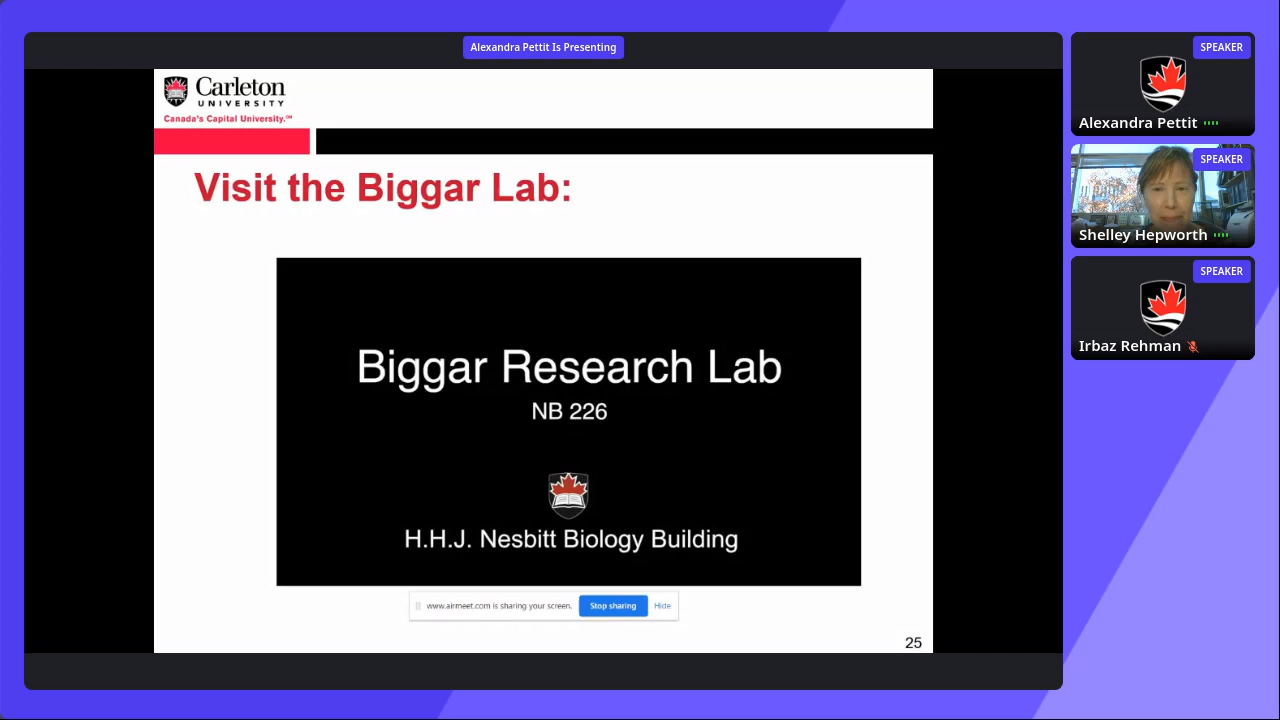 Alexandra Pettit Is Presenting
Carleton
UNIVERSITY
Canada's Capital University.℠
Visit the Biggar Lab:
Biggar Research Lab
NB 226
H.H.J. Nesbitt Biology Building
www.airmeet.com is sharing your screen.
Stop sharing
Hide
25
SPEAKER
Alexandra Pettit
SPEAKER
Shelley Hepworth
SPEAKER
Irbaz Rehman